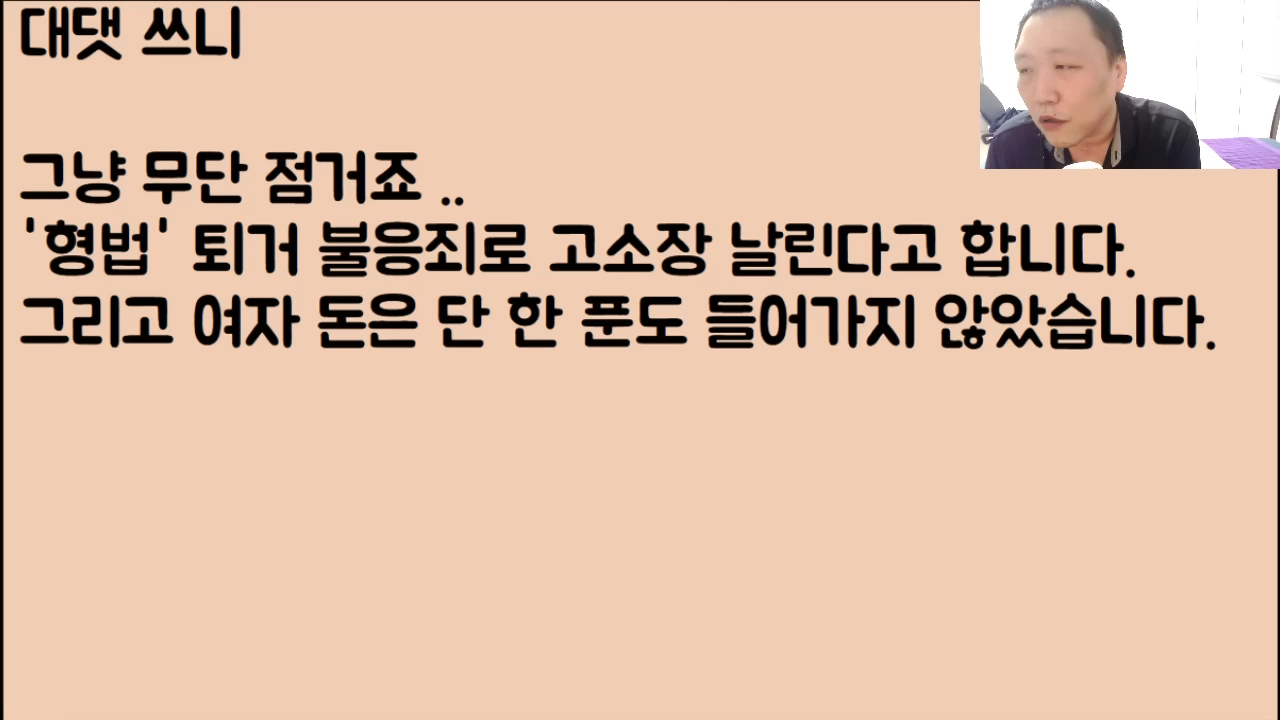 대댓 쓰니
그냥 무단 점거죠 ..
'형법' 퇴거 불응죄로 고소장 날린다고 합니다.
그리고 여자 돈은 단 한 푼도 들어가지 않았습니다.